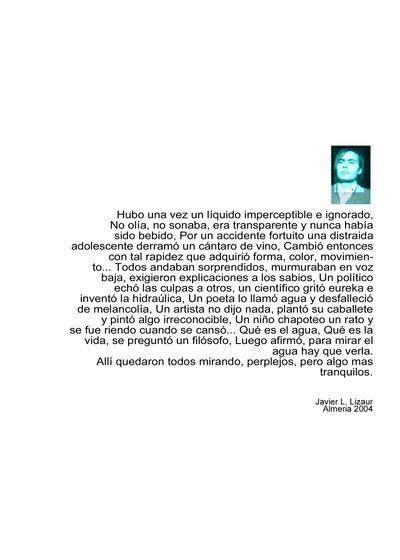 Hubo una vez un líquido imperceptible e ignorado,
No olía, no sonaba, era transparente y nunca había
sido bebido, Por un accidente fortuito una distraida
adolescente derramó un cántaro de vino, Cambió entonces
con tal rapidez que adquirió forma, color, movimien-
to... Todos andaban sorprendidos, murmuraban en voz
baja, exigieron explicaciones a los sabios, Un político
echó las culpas a otros, un científico gritó eureka e
inventó la hidraúlica, Un poeta lo llamó agua y desfalleció
de melancolía, Un artista no dijo nada, plantó su caballete
y pintó algo irreconocible, Un niño chapoteo un rato y
se fue riendo cuando se cansó... Qué es el agua, Qué es la
vida, se preguntó un filósofo, Luego afirmó, para mirar el
agua hay que verla.
Allí quedaron todos mirando, perplejos, pero algo mas
tranquilos.
Javier L, Lizaur
Almeria 2004